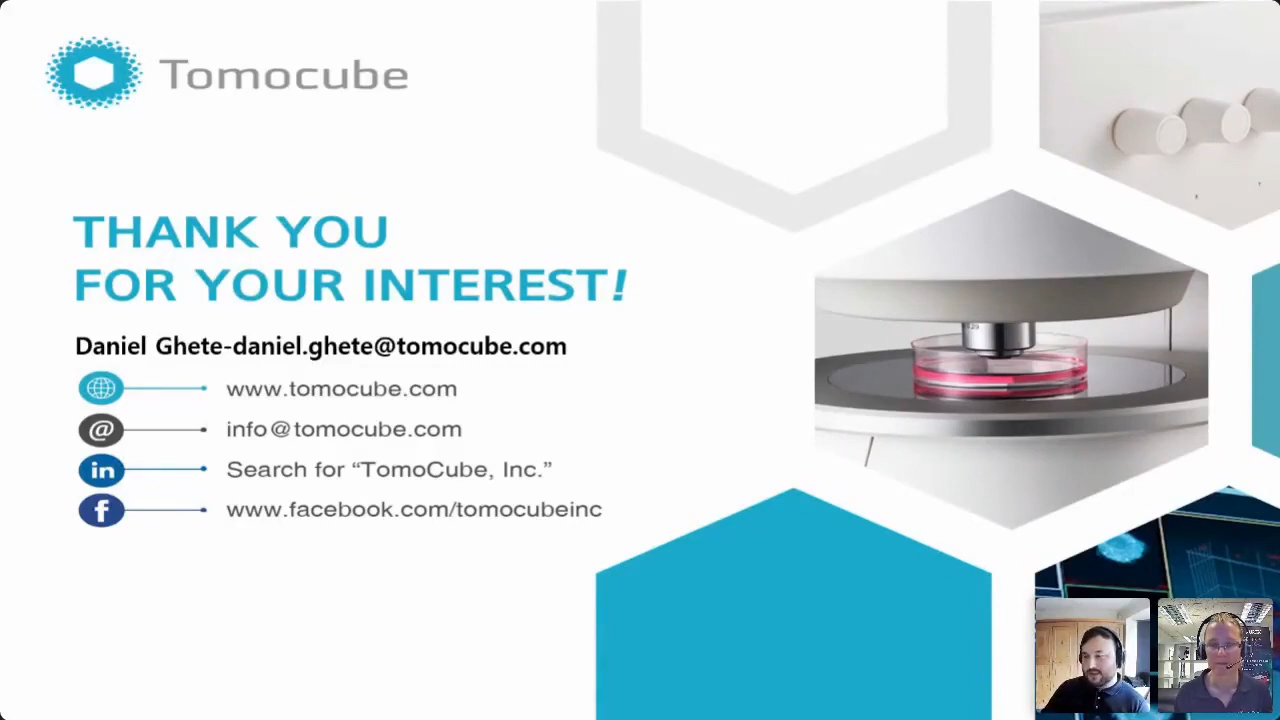 Tomocube
THANK YOU
FOR YOUR INTEREST!
Daniel Ghete-daniel.ghete@tomocube.com
www.tomocube.com
@
info@tomocube.com
in
Search for “TomoCube, Inc.”
f
www.facebook.com/tomocubeinc